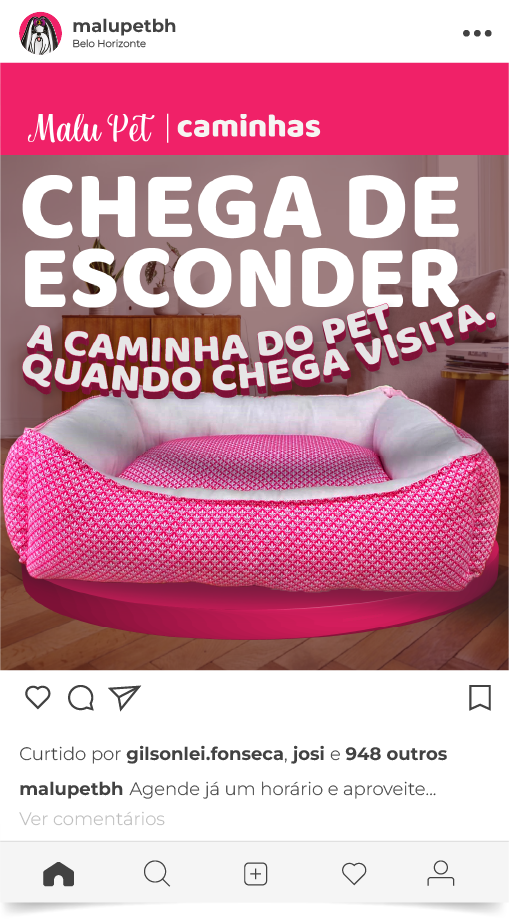 malupetbh
Belo Horizonte
Malu Pet | caminhas
CHEGA DE
ESCONDER
A CAMINHA DO PET
QUANDO CHEGA VISITA.
Curtido por gilsonlei.fonseca, josi e 948 outros
malupetbh Agende já um horário e aproveite...
Ver comentários